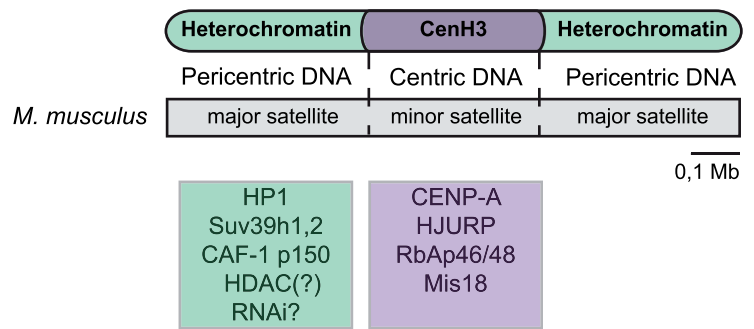 Heterochromatin CenH3 Heterochromatin
Pericentric DNA Centric DNA Pericentric DNA
M. musculus major satellite minor satellite major satellite
0,1 Mb
HP1
Suv39h1,2
CAF-1 p150
HDAC(?)
RNAi?
CENP-A
HJURP
RbAp46/48
Mis18